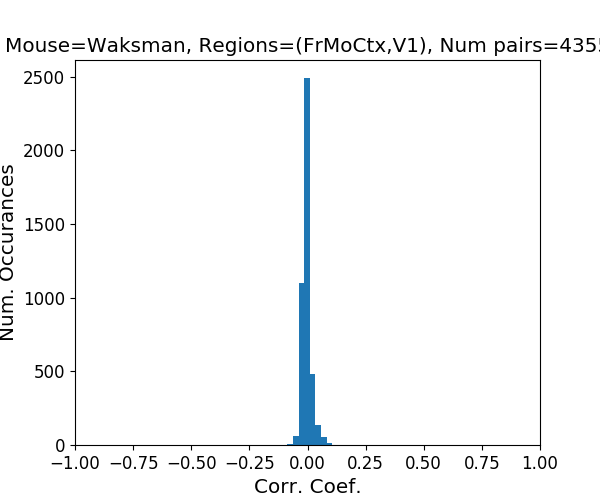 Mouse=Waksman, Regions=(FrMoCtx,V1), Num pairs=4355
2500
2000
1500
1000
500
0
Num. Occurances
−1.00 −0.75 −0.50 −0.25 0.00 0.25 0.50 0.75 1.00
Corr. Coef.